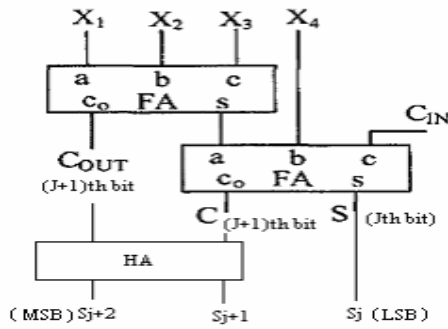 X1 X2 X3 X4
a b c
co FA s
CIN
COUT
(J+1)th bit
a b c
co FA s
C (J+1)th bit S (Jth bit)
HA
(MSB) Sj+2 Sj+1 Sj (LSB)